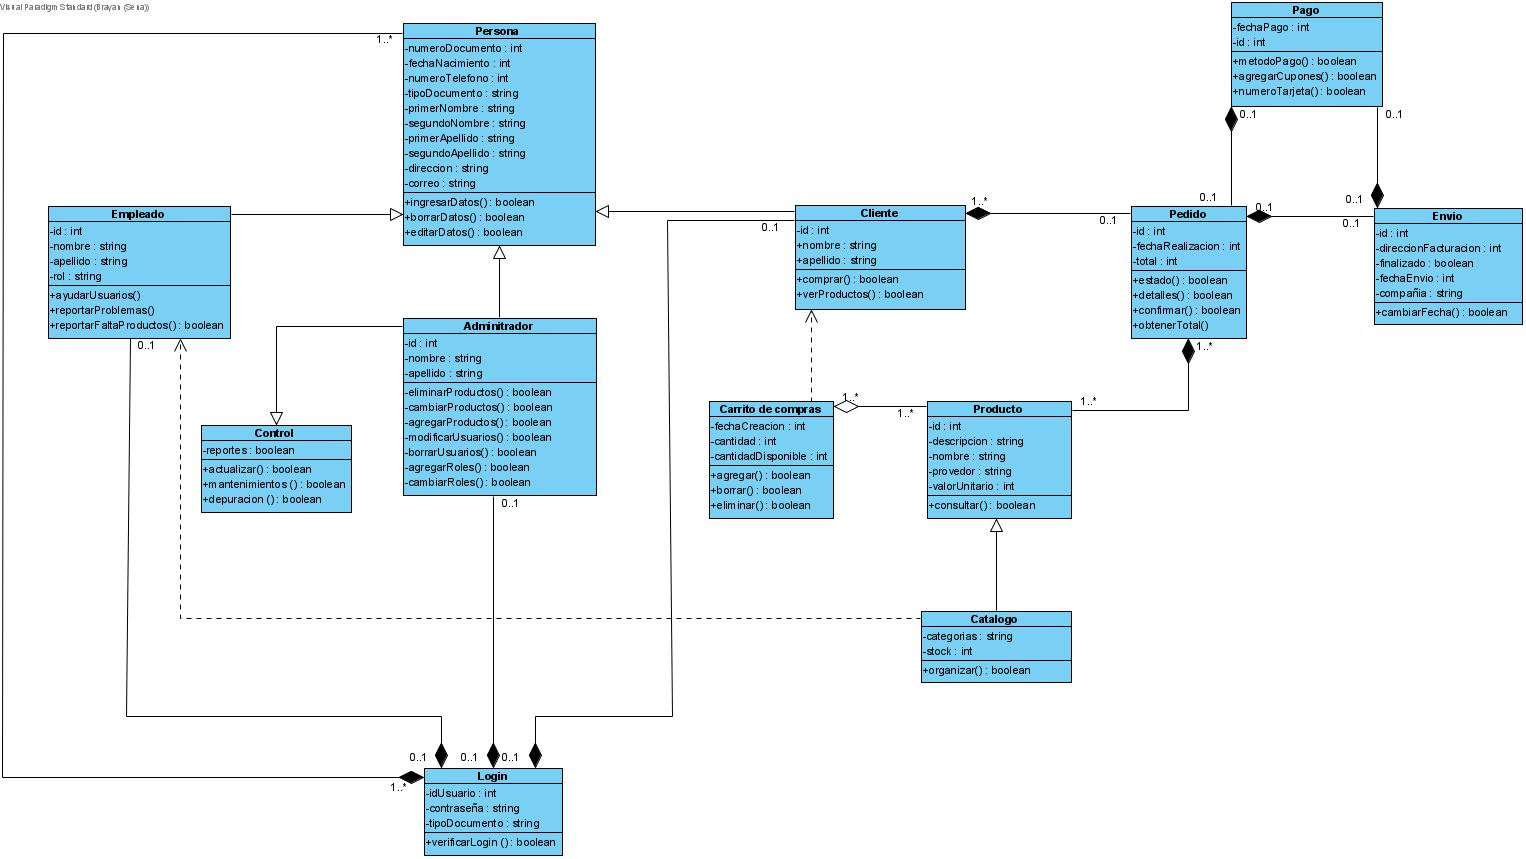 Visual Paradigm Standard (Brayan (Sena))
Persona
-numeroDocumento : int
-fechaNacimiento : int
-numeroTelefono : int
-tipoDocumento : string
-primerNombre : string
-segundoNombre : string
-primerApellido : string
-segundoApellido : string
-direccion : string
-correo : string
+ingresarDatos() : boolean
+borrarDatos() : boolean
+editarDatos() : boolean
1..*
Pago
-fechaPago : int
-id : int
+metodoPago() : boolean
+agregarCupones() : boolean
+numeroTarjeta() : boolean
0..1
0..1
Empleado
-id : int
-nombre : string
-apellido : string
-rol : string
+ayudarUsuarios()
+reportarProblemas()
+reportarFaltaProductos() : boolean
0..1
Cliente
-id : int
+nombre : string
+apellido : string
+comprar() : boolean
+verProductos() : boolean
0..1
1..*
0..1
0..1
Pedido
-id : int
-fechaRealizacion : int
-total : int
+estado() : boolean
+detalles() : boolean
+confirmar() : boolean
+obtenerTotal()
0..1
0..1
0..1
1..*
Envio
-id : int
-direccionFacturacion : int
-finalizado : boolean
-fechaEnvio : int
-compañia : string
+cambiarFecha() : boolean
Adminitrador
-id : int
-nombre : string
-apellido : string
-eliminarProductos() : boolean
-cambiarProductos() : boolean
-agregarProductos() : boolean
-modificarUsuarios() : boolean
-borrarUsuarios() : boolean
-agregarRoles() : boolean
-cambiarRoles() : boolean
0..1
Control
-reportes : boolean
+actualizar() : boolean
+mantenimientos () : boolean
+depuracion () : boolean
Carrito de compras
-fechaCreacion : int
-cantidad : int
-cantidadDisponible : int
+agregar() : boolean
+borrar() : boolean
+eliminar() : boolean
1..*
1..*
Producto
-id : int
-descripcion : string
-nombre : string
-provedor : string
-valorUnitario : int
+consultar() : boolean
1..*
Catalogo
-categorias : string
-stock : int
+organizar() : boolean
0..1
0..1
0..1
1..*
Login
-idUsuario : int
-contraseña : string
-tipoDocumento : string
+verificarLogin () : boolean